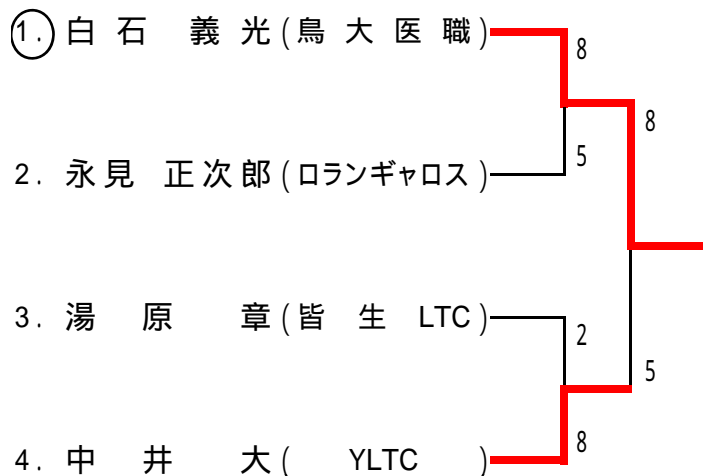 1. 白石 義光(鳥大医職)
8
8
2. 永見 正次郎(ロランギャロス)
5
3. 湯原 章(皆生 LTC)
2
5
4. 中井 大( YLTC )
8